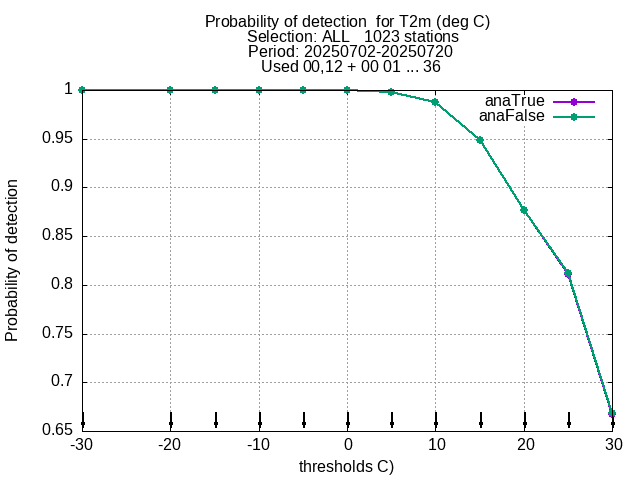 Probability of detection  for T2m (deg C)
Selection: ALL   1023 stations
Period: 20250702-20250720
Used 00,12 + 00 01 ... 36
anaTrue
anaFalse
1
0.95
0.9
0.85
0.8
0.75
0.7
0.65
Probability of detection
-30 -20 -10 0 10 20 30
thresholds C)